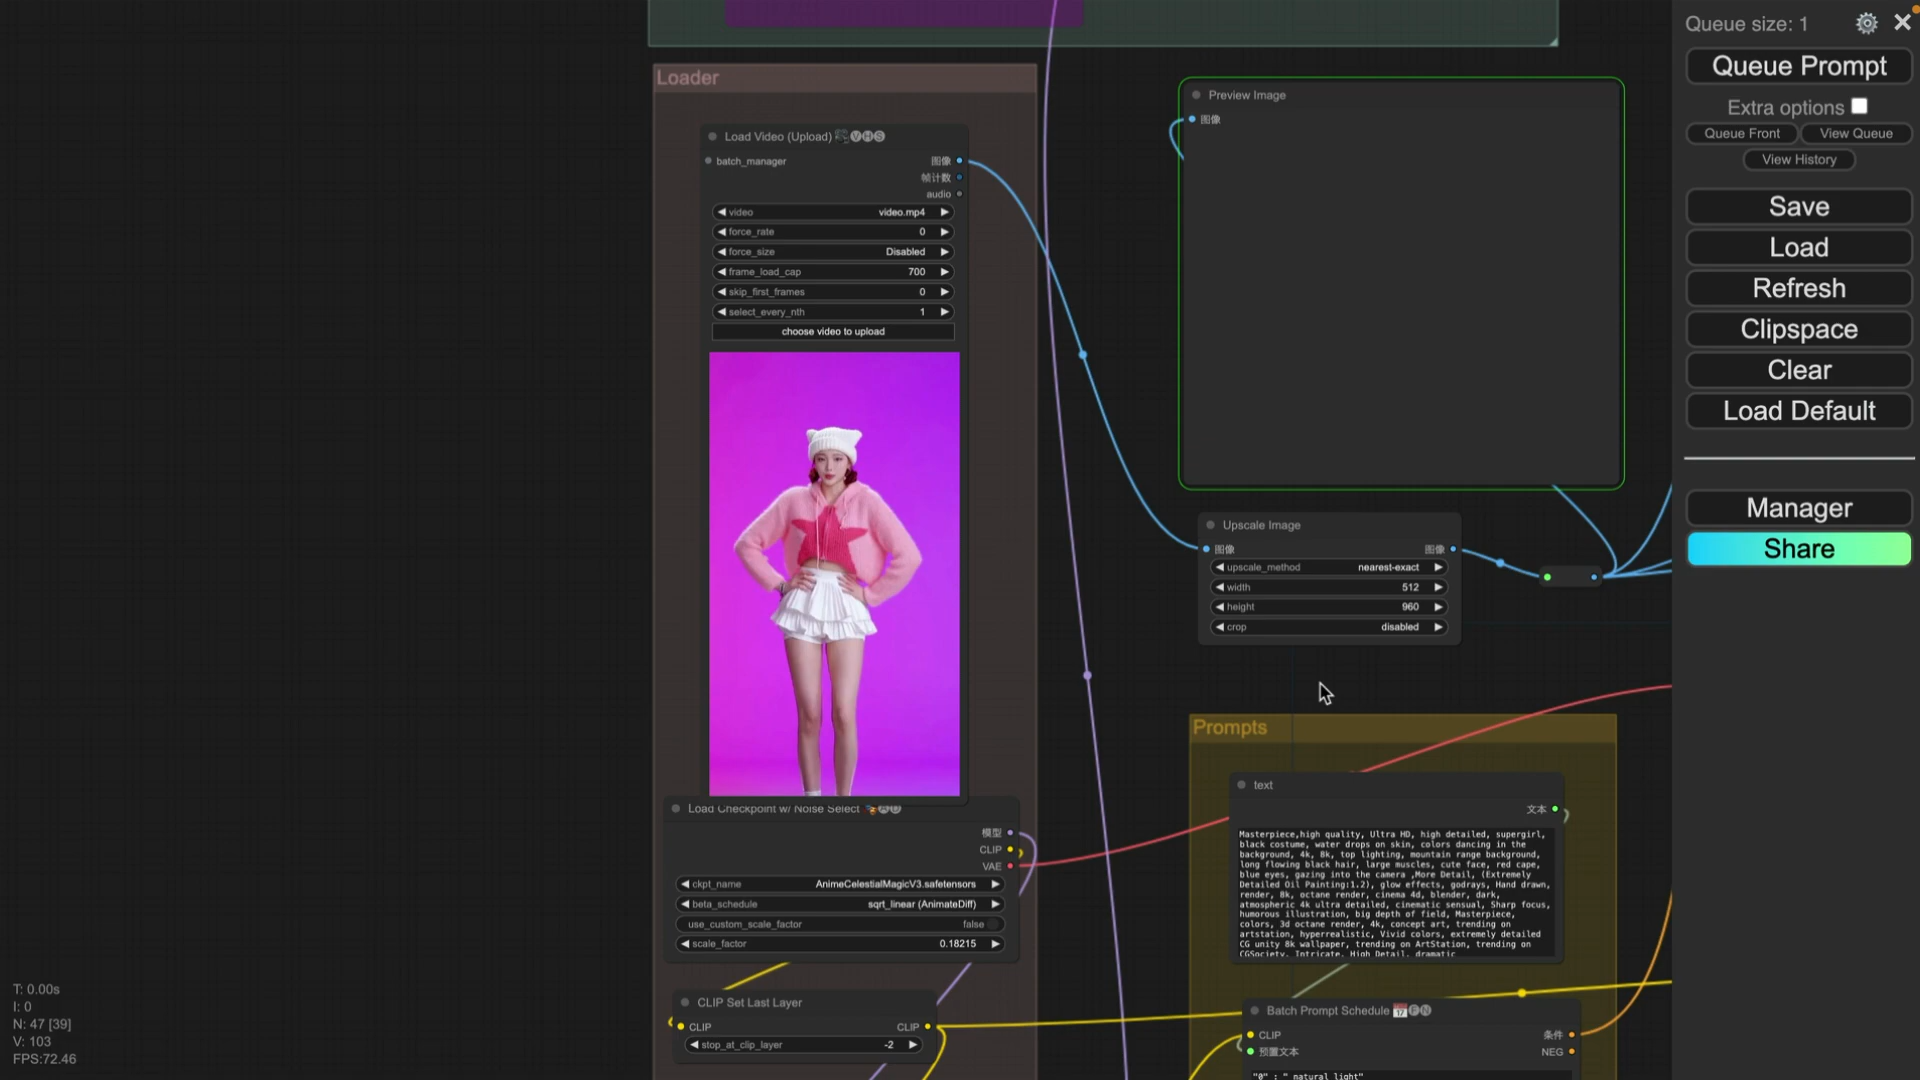 Loader
Load Video (Upload) VHS
batch_manager
图像
帧计数
audio
video video.mp4
force_rate 0
force_size Disabled
frame_load_cap 700
skip_first_frames 0
select_every_nth 1
choose video to upload
Load Checkpoint w/ Noise Select
模型
CLIP
VAE
ckpt_name AnimeCelestialMagicV3.safetensors
beta_schedule sqrt_linear (AnimateDiff)
use_custom_scale_factor false
scale_factor 0.18215
CLIP Set Last Layer
CLIP CLIP
stop_at_clip_layer -2
T: 0.00s
I: 0
N: 47 [39]
V: 103
FPS:72.46
Preview Image
图像
Upscale Image
图像 图像
upscale_method nearest-exact
width 512
height 960
crop disabled
Prompts
text
文本
Masterpiece,high quality, Ultra HD, high detailed, supergirl,
black costume, water drops on skin, colors dancing in the
background, 4k, 8k, top lighting, mountain range background,
long flowing black hair, large muscles, cute face, red cape,
blue eyes, gazing into the camera ,More Detail, (Extremely
Detailed Oil Painting:1.2), glow effects, godrays, Hand drawn,
render, 8k, octane render, cinema 4d, blender, dark,
atmospheric 4k ultra detailed, cinematic sensual, Sharp focus,
humorous illustration, big depth of field, Masterpiece,
colors, 3d octane render, 4k, concept art, trending on
artstation, hyperrealistic, Vivid colors, extremely detailed
CG unity 8k wallpaper, trending on ArtStation, trending on
CGSociety, Intricate, High Detail, dramatic
Batch Prompt Schedule FN
CLIP 条件
预置文本 NEG
"0" : " natural light"
Queue size: 1
Queue Prompt
Extra options
Queue Front View Queue
View History
Save
Load
Refresh
Clipspace
Clear
Load Default
Manager
Share